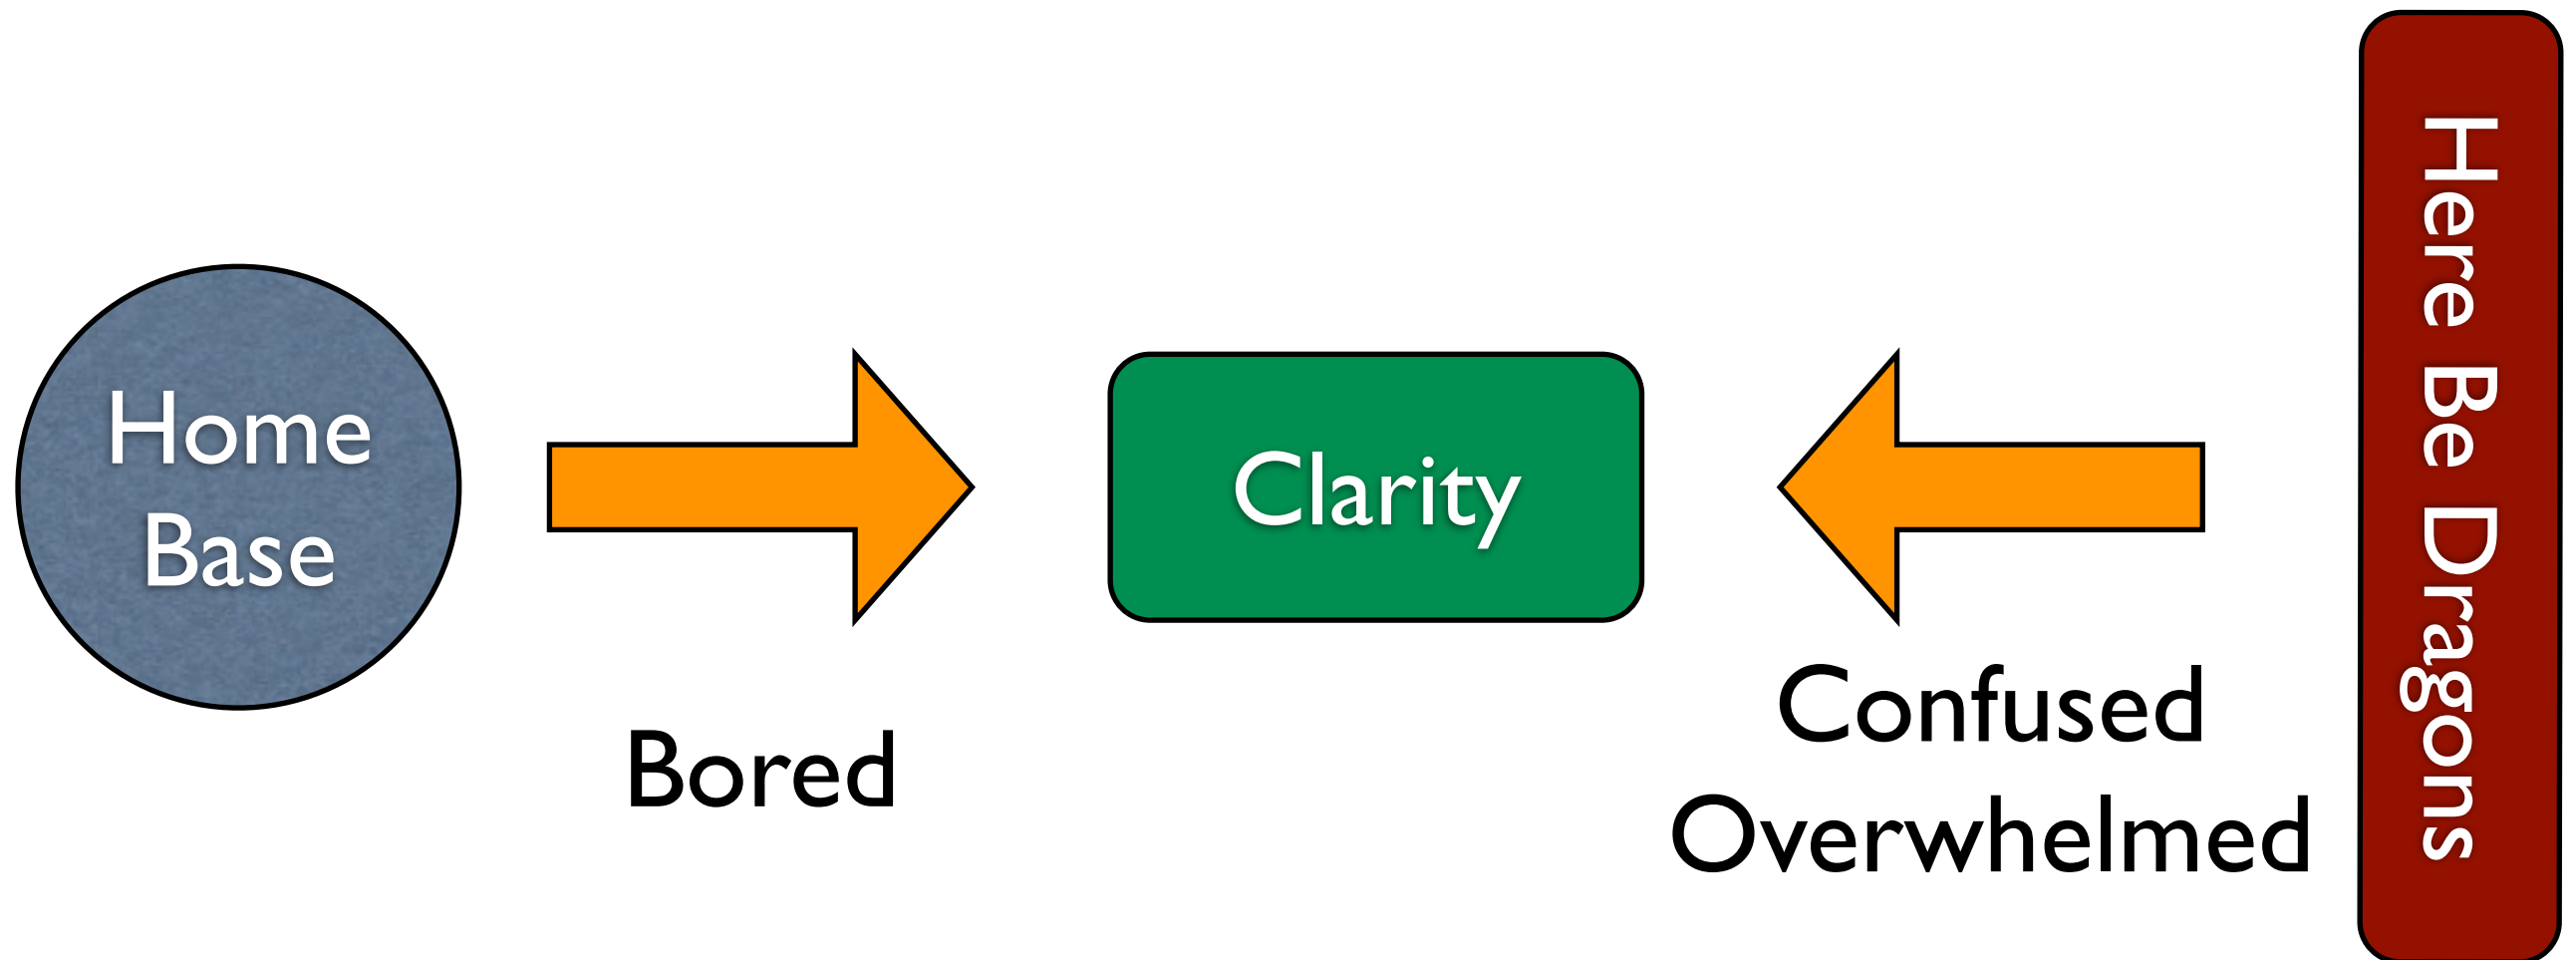 Home
Base
Bored
Clarity
Confused
Overwhelmed
Here Be Dragons